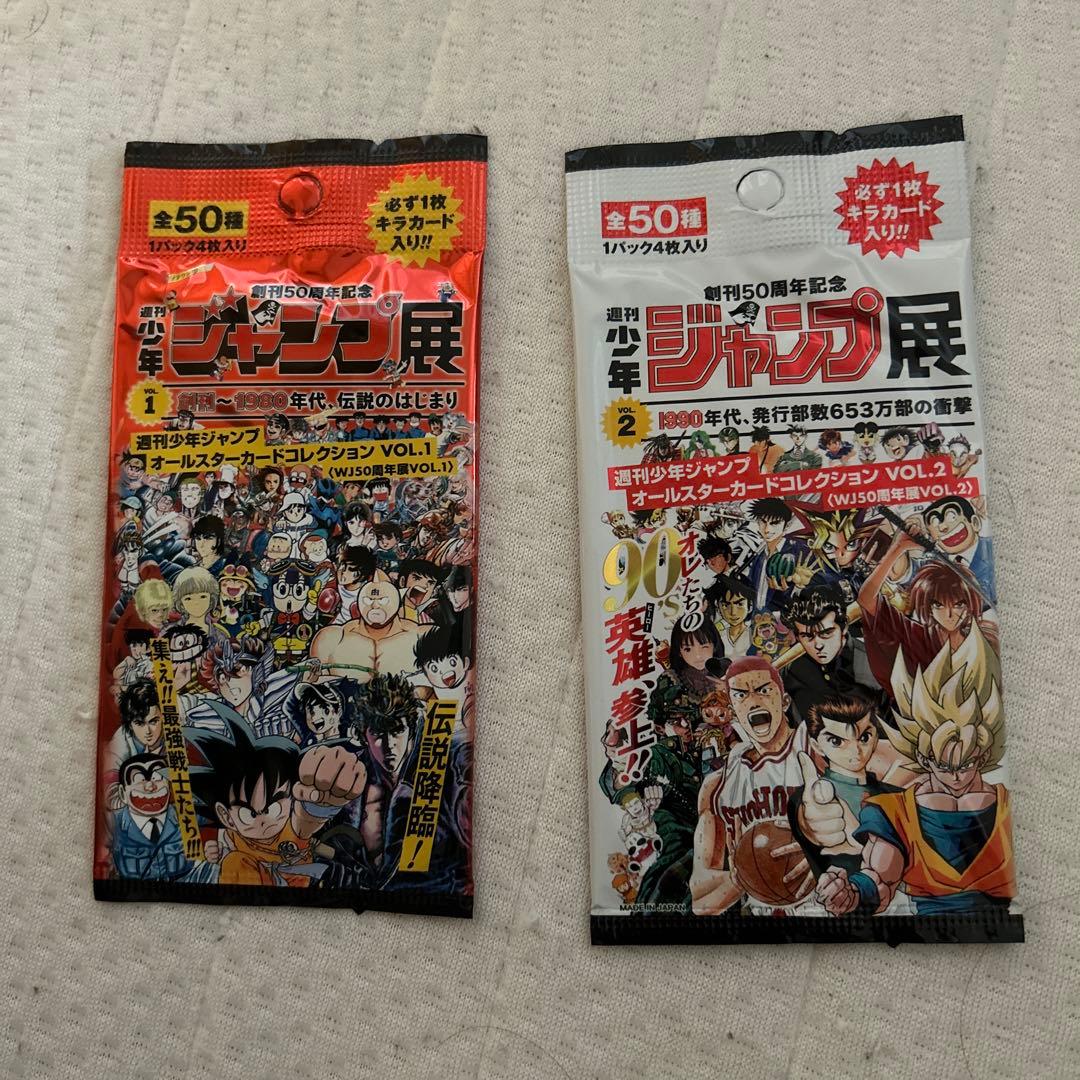 全50種
1パック4枚入り
必ず1枚
キラカード
入り!!
創刊50周年記念
週刊
少年
ジャンプ展
VOL.
1
創刊〜1980年代、伝説のはじまり
週刊少年ジャンプ
オールスターカードコレクション VOL.1
〈WJ50周年展VOL.1〉
肉
集え!!最強戦士たち!!!
伝説降臨!
全50種
1パック4枚入り
必ず1枚
キラカード
入り!!
創刊50周年記念
週刊
少年
ジャンプ展
VOL.
2
1990年代、発行部数653万部の衝撃
週刊少年ジャンプ
オールスターカードコレクション VOL.2
〈WJ50周年展VOL.2〉
90's
オレたちの
英雄、参上!!
ヒーロー
SHOHO
MADE IN JAPAN